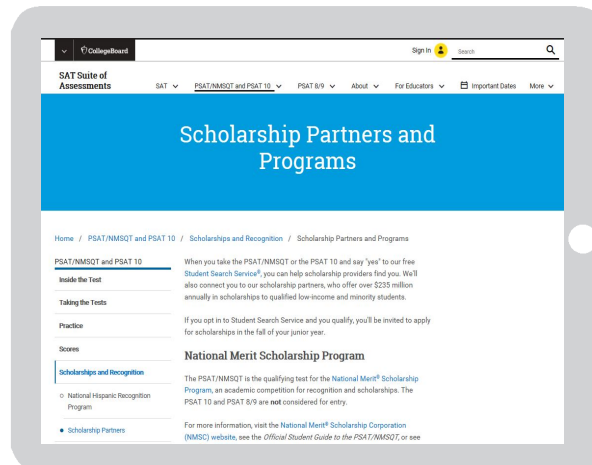 CollegeBoard
Sign In
Search
SAT Suite of
Assessments
SAT
PSAT/NMSQT and PSAT 10
PSAT 8/9
About
For Educators
Important Dates
More
Scholarship Partners and
Programs
Home / PSAT/NMSQT and PSAT 10 / Scholarships and Recognition / Scholarship Partners and Programs
PSAT/NMSQT and PSAT 10
Inside the Test
Taking the Tests
Practice
Scores
Scholarships and Recognition
National Hispanic Recognition
Program
Scholarship Partners
When you take the PSAT/NMSQT or the PSAT 10 and say "yes" to our free
Student Search Service®, you can help scholarship providers find you. We'll
also connect you to our scholarship partners, who offer over $235 million
annually in scholarships to qualified low-income and minority students.
If you opt in to Student Search Service and you qualify, you'll be invited to apply
for scholarships in the fall of your junior year.
National Merit Scholarship Program
The PSAT/NMSQT is the qualifying test for the National Merit® Scholarship
Program, an academic competition for recognition and scholarships. The
PSAT 10 and PSAT 8/9 are not considered for entry.
For more information, visit the National Merit® Scholarship Corporation
(NMSC) website, see the Official Student Guide to the PSAT/NMSQT, or see